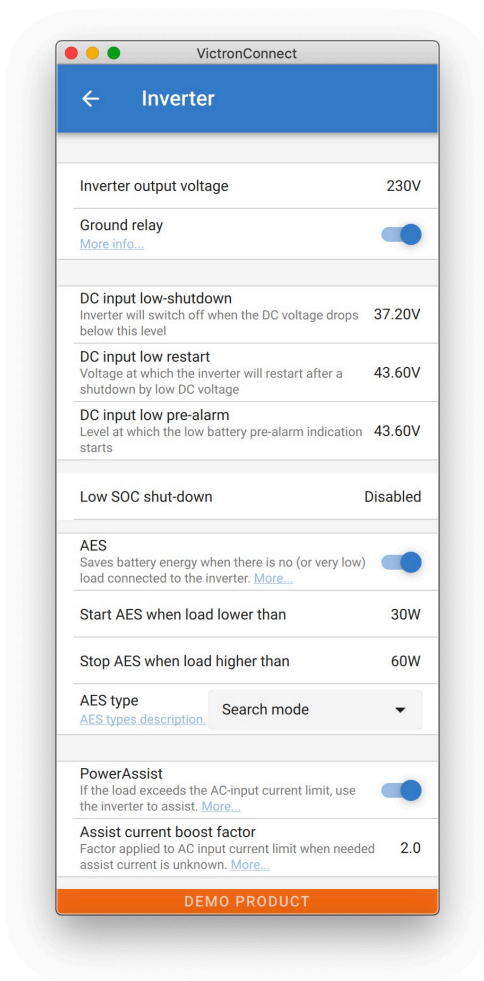 VictronConnect
Inverter
Inverter output voltage 230V
Ground relay
More info...
DC input low-shutdown
Inverter will switch off when the DC voltage drops 37.20V
below this level
DC input low restart
Voltage at which the inverter will restart after a 43.60V
shutdown by low DC voltage
DC input low pre-alarm
Level at which the low battery pre-alarm indication 43.60V
starts
Low SOC shut-down Disabled
AES
Saves battery energy when there is no (or very low)
load connected to the inverter. More...
Start AES when load lower than 30W
Stop AES when load higher than 60W
AES type
AES types description. Search mode
PowerAssist
If the load exceeds the AC-input current limit, use
the inverter to assist. More...
Assist current boost factor
Factor applied to AC input current limit when needed 2.0
assist current is unknown. More...
DEMO PRODUCT